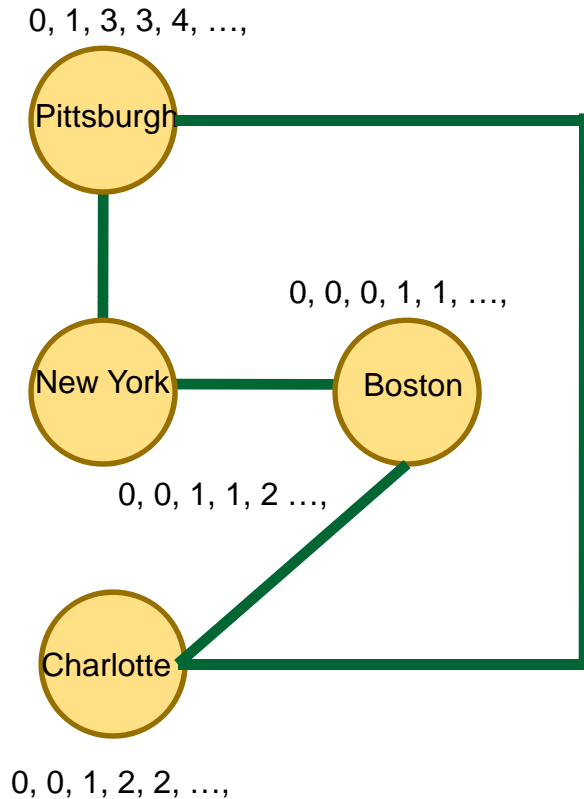 0, 1, 3, 3, 4, …,
Pittsburgh
0, 0, 0, 1, 1, …,
New York
Boston
0, 0, 1, 1, 2 …,
Charlotte
0, 0, 1, 2, 2, …,